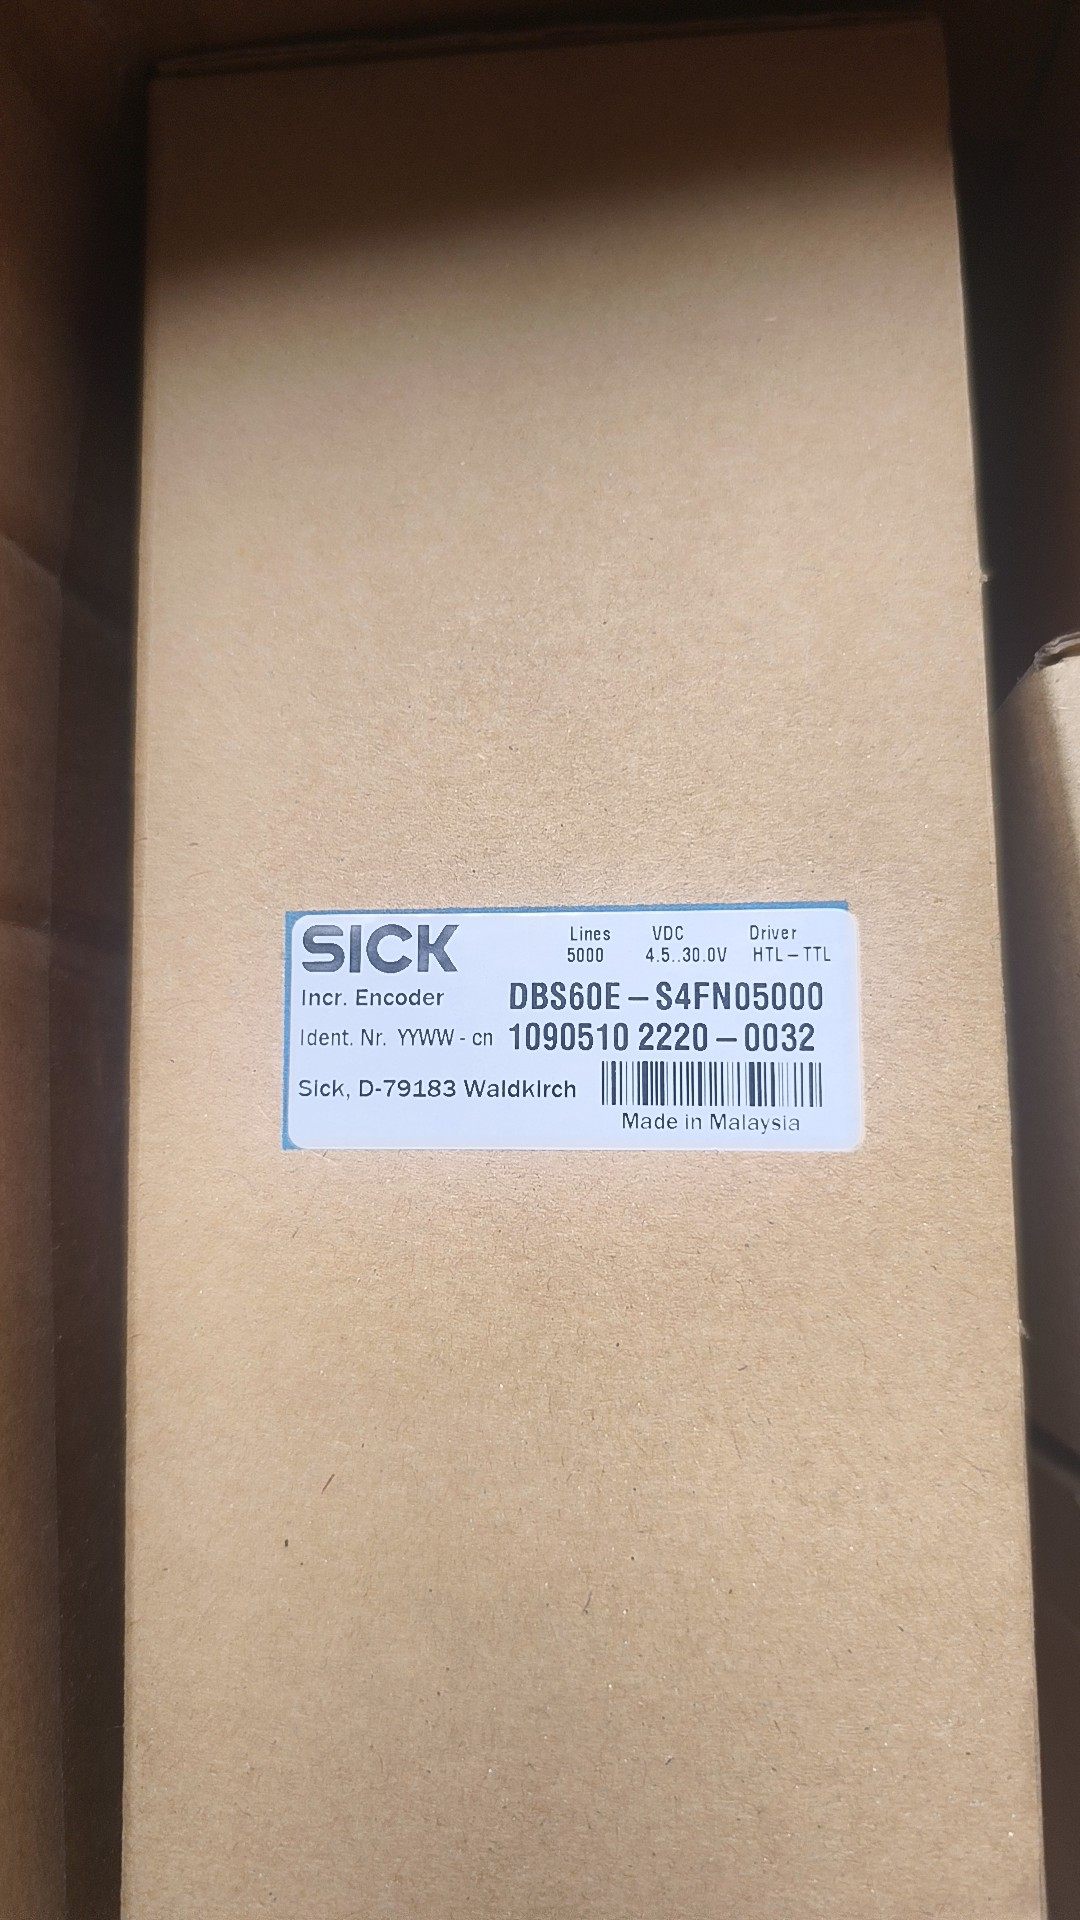 SICK
Lines VDC Driver
5000 4.5..30.0V HTL-TTL
Incr. Encoder DBS60E-S4FN05000
Ident. Nr. YYWW - cn 1090510 2220-0032
Sick, D-79183 Waldkirch
Made in Malaysia